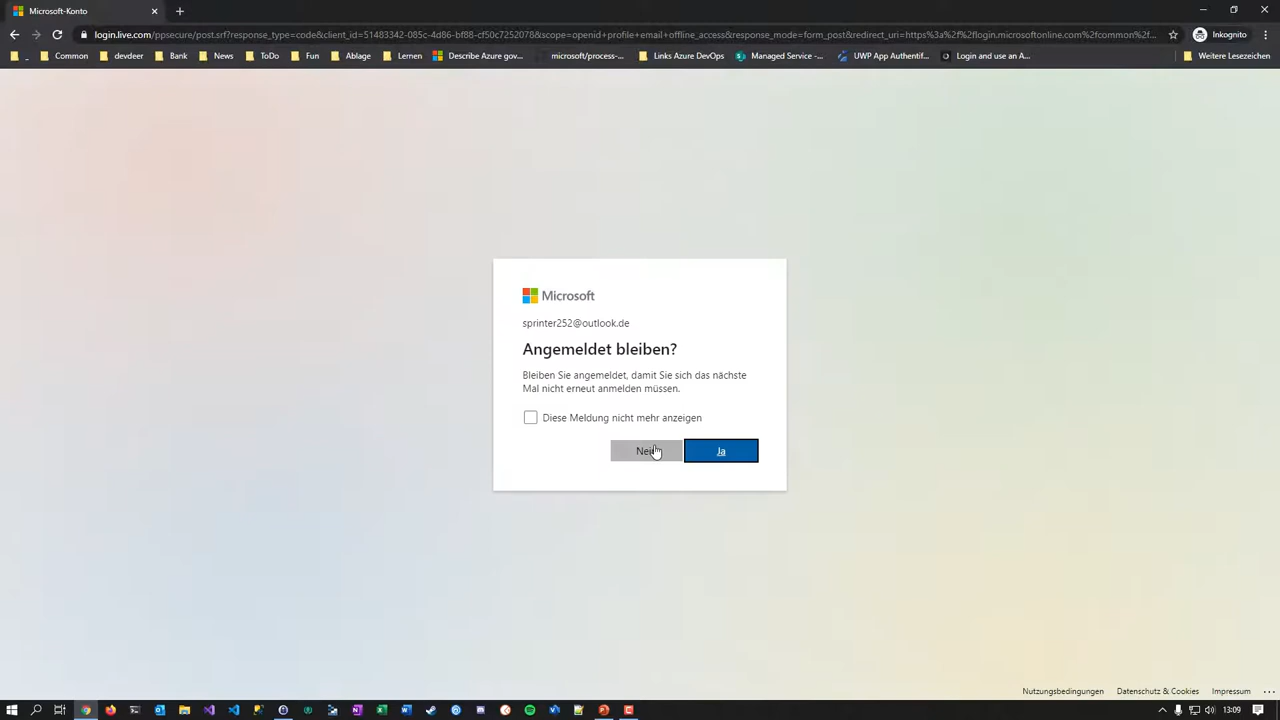 Microsoft-Konto
login.live.com/ppsecure/post.srf?response_type=code&client_id=51483342-085c-4d86-bf88-cf50c7252078&scope=openid+profile+email+offline_access&response_mode=form_post&redirect_uri=https%3a%2f%2flogin.microsoftonline.com%2fcommon%2f...
Inkognito
_
Common
devdeer
Bank
News
ToDo
Fun
Ablage
Lernen
Describe Azure gov...
microsoft/process-...
Links Azure DevOps
Managed Service -...
UWP App Authentif...
Login and use an A...
Weitere Lesezeichen
Microsoft
sprinter252@outlook.de
Angemeldet bleiben?
Bleiben Sie angemeldet, damit Sie sich das nächste
Mal nicht erneut anmelden müssen.
Diese Meldung nicht mehr anzeigen
Ja
Nutzungsbedingungen
Datenschutz & Cookies
Impressum
...
13:09